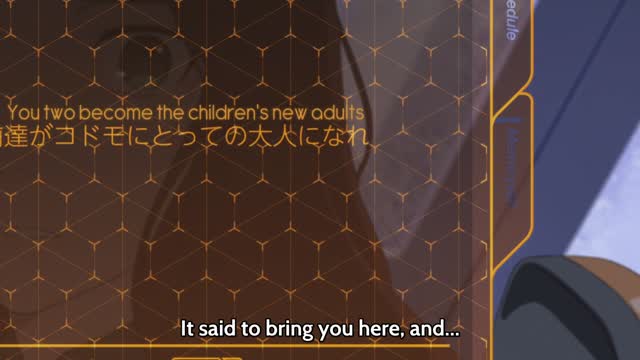 edule
You two become the children's new adults
達がコドモにとっての大人になれ
It said to bring you here, and...